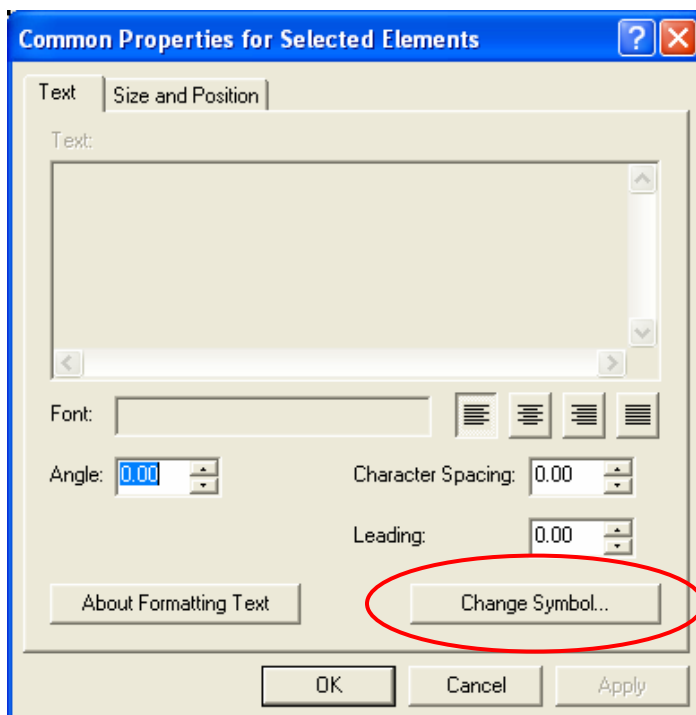 Common Properties for Selected Elements
Text Size and Position
Text:
Font:
Angle: 0.00 Character Spacing: 0.00
Leading: 0.00
About Formatting Text Change Symbol...
OK Cancel Apply